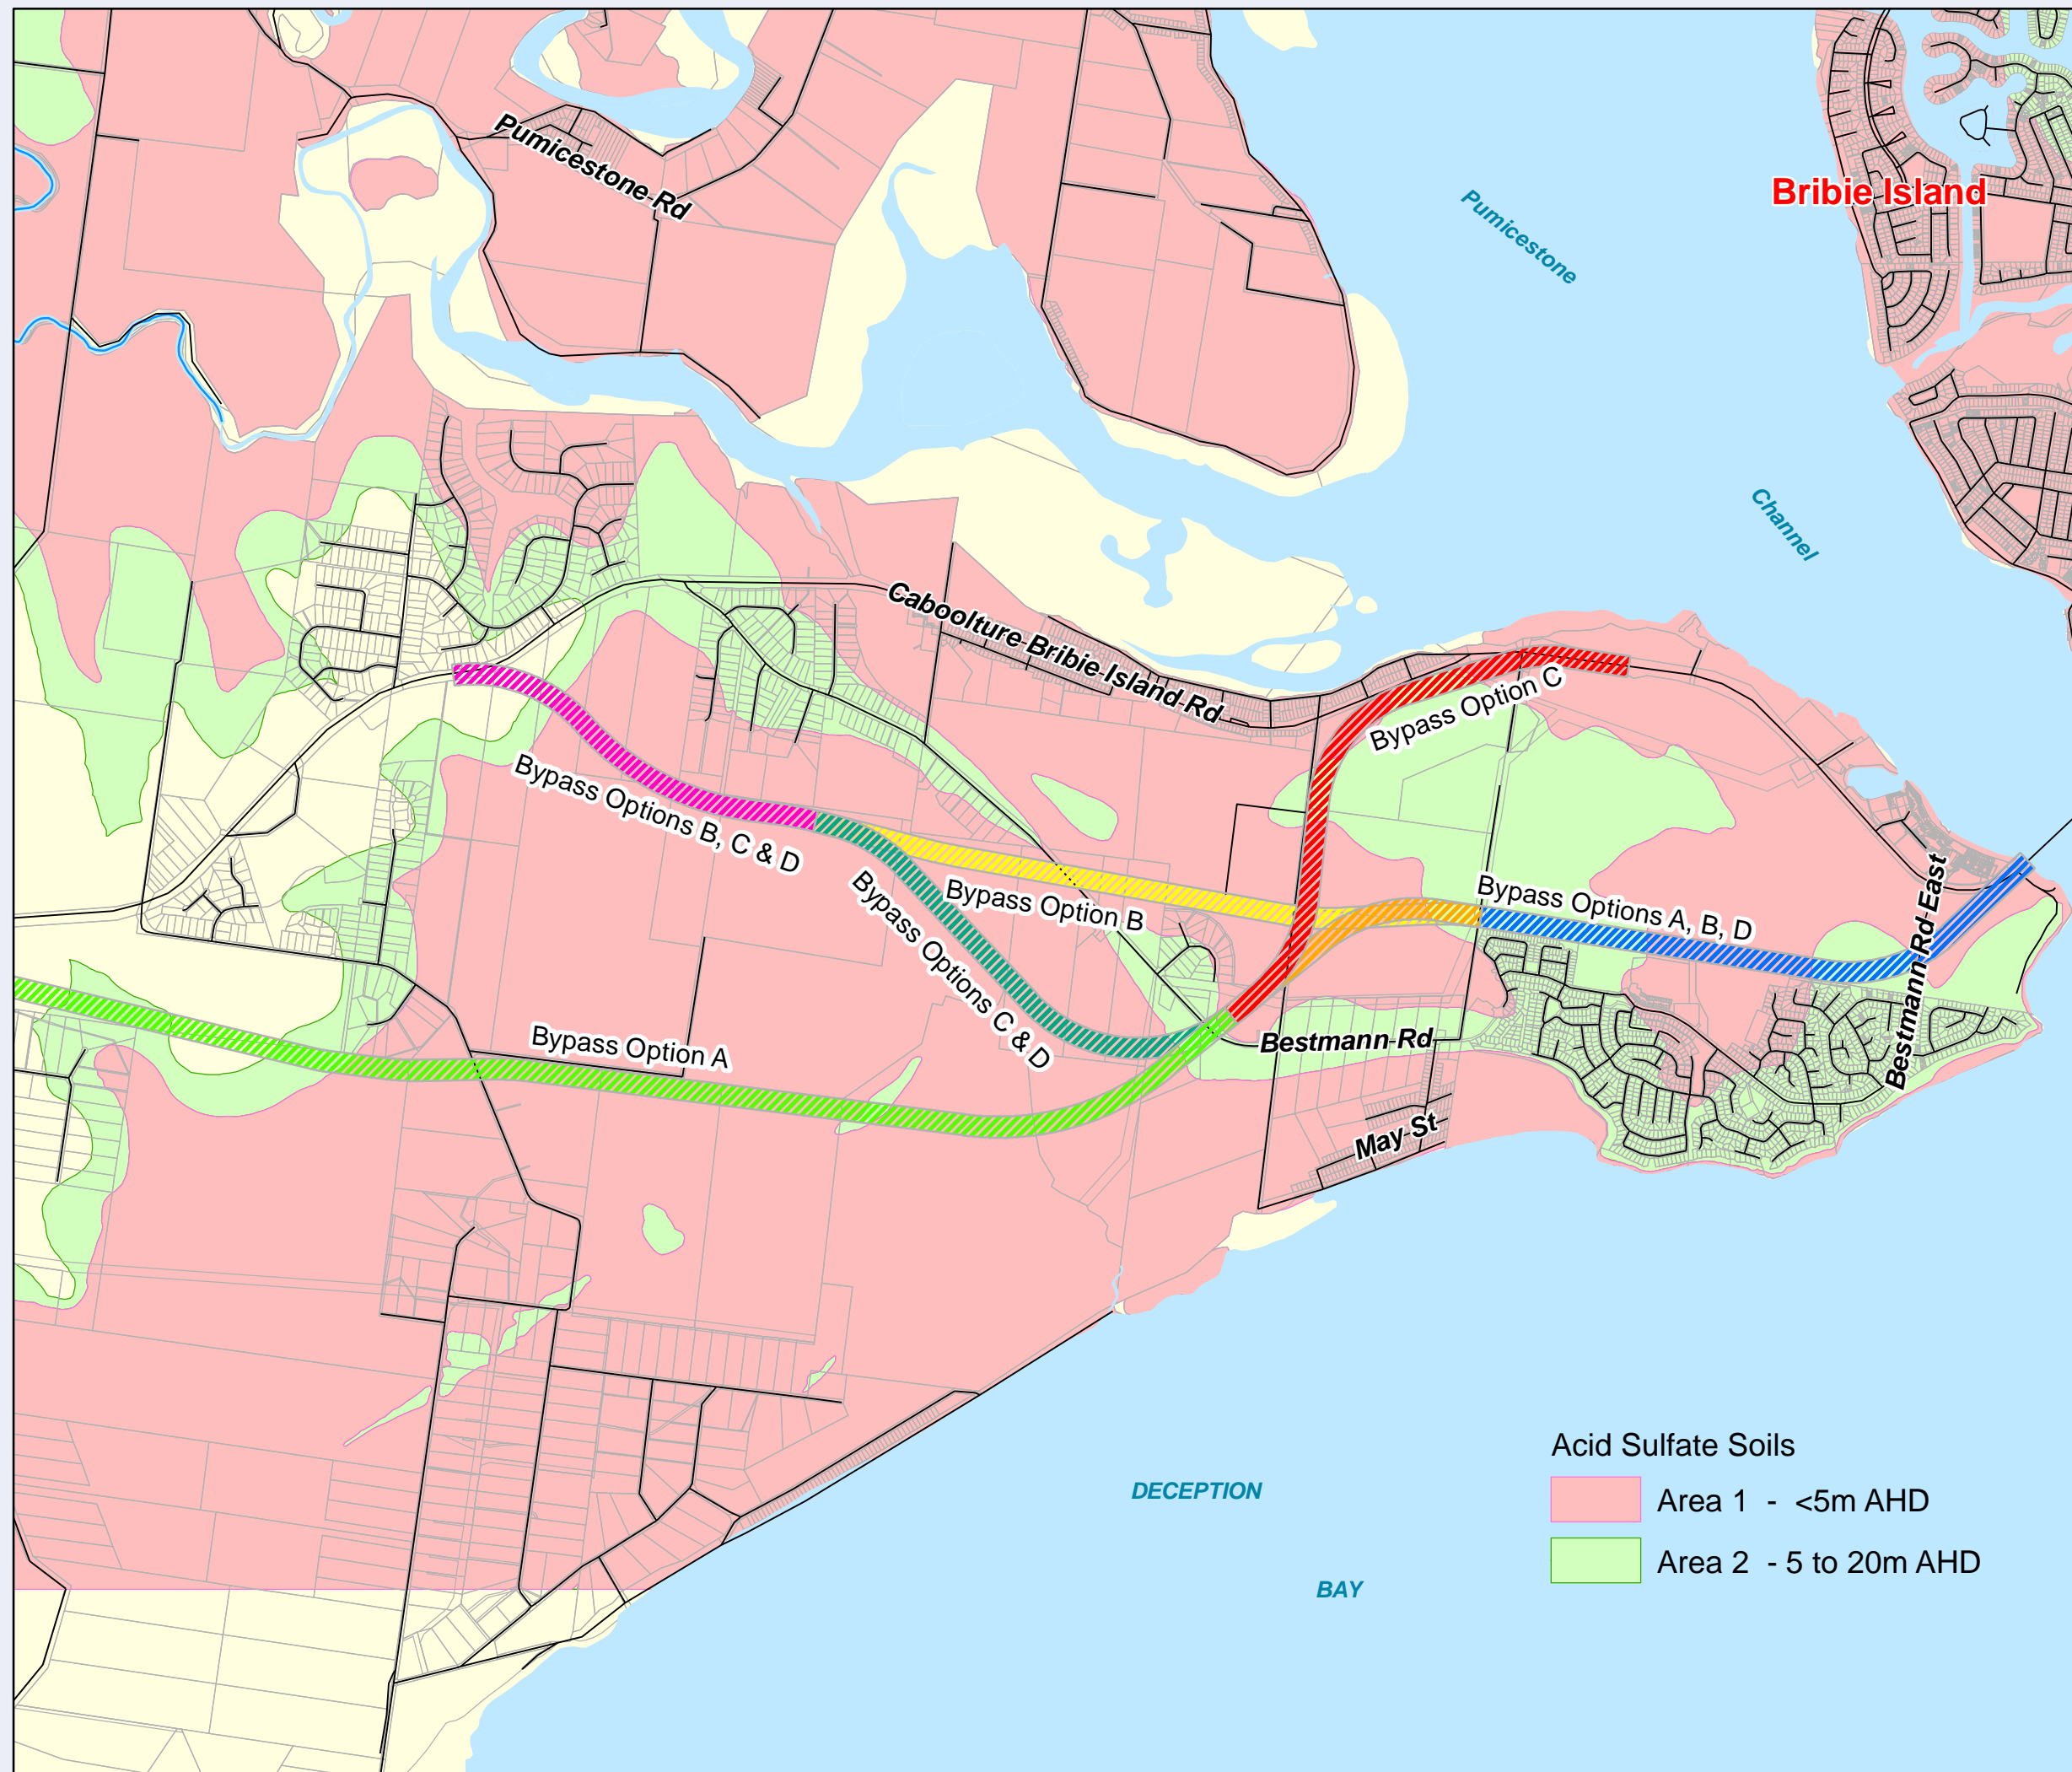 Pumicestone Rd
Bribie Island
Pumicestone
Channel
Caboolture Bribie Island Rd
Bypass Option C
Bypass Options B, C & D
Bypass Option B
Bypass Options A, B, D
Bypass Options C & D
Bestmann Rd East
Bypass Option A
Bestmann Rd
May St
DECEPTION
BAY
Acid Sulfate Soils
Area 1 - <5m AHD
Area 2 - 5 to 20m AHD